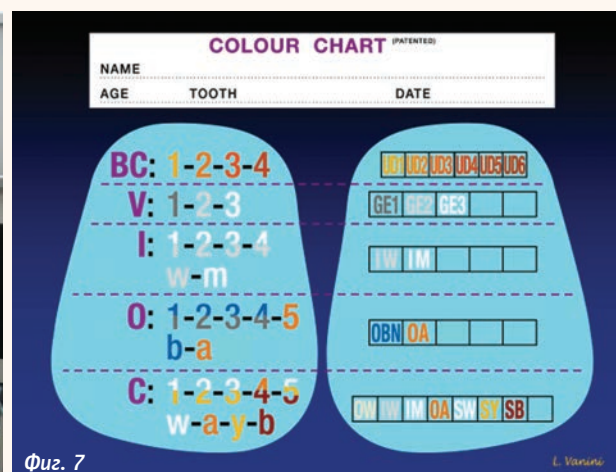 COLOUR CHART (PATENTED)
NAME
AGE TOOTH DATE
BC: 1-2-3-4
UD1 UD2 UD3 UD4 UD5 UD6
V: 1-2-3
GE1 GE2 GE3
I: 1-2-3-4
w-m
IW IM
O: 1-2-3-4-5
b-a
OBN OA
C: 1-2-3-4-5
w-a-y-b
OW IW IM OA SW SY SB
Фиг. 7
L. Vanini